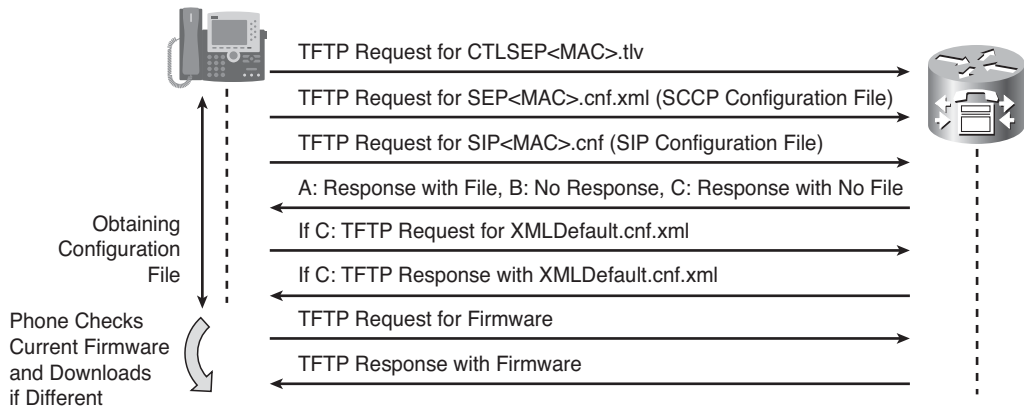 TFTP Request for CTLSEP<MAC>.tlv
TFTP Request for SEP<MAC>.cnf.xml (SCCP Configuration File)
TFTP Request for SIP<MAC>.cnf (SIP Configuration File)
A: Response with File, B: No Response, C: Response with No File
Obtaining
Configuration
File
If C: TFTP Request for XMLDefault.cnf.xml
If C: TFTP Response with XMLDefault.cnf.xml
Phone Checks
Current Firmware
and Downloads
if Different
TFTP Request for Firmware
TFTP Response with Firmware